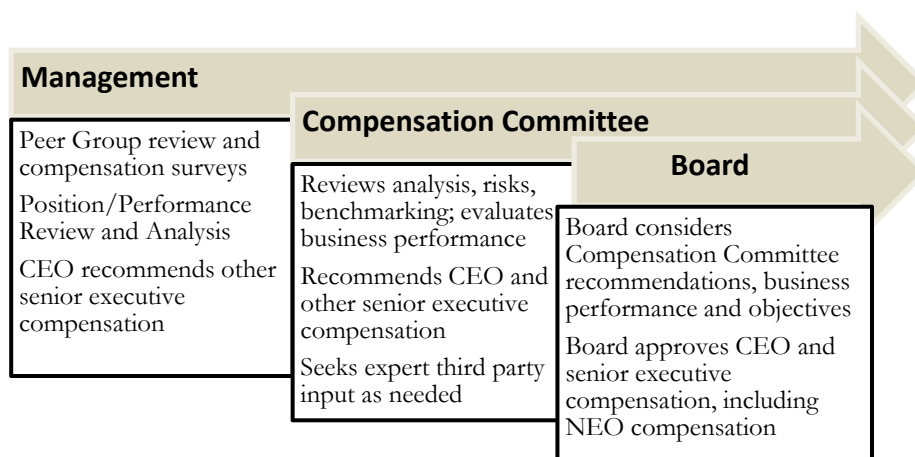 Management
Peer Group review and
compensation surveys
Position/Performance
Review and Analysis
CEO recommends other
senior executive
compensation
Compensation Committee
Reviews analysis, risks,
benchmarking; evaluates
business performance
Recommends CEO and
other senior executive
compensation
Seeks expert third party
input as needed
Board
Board considers
Compensation Committee
recommendations, business
performance and objectives
Board approves CEO and
senior executive
compensation, including
NEO compensation